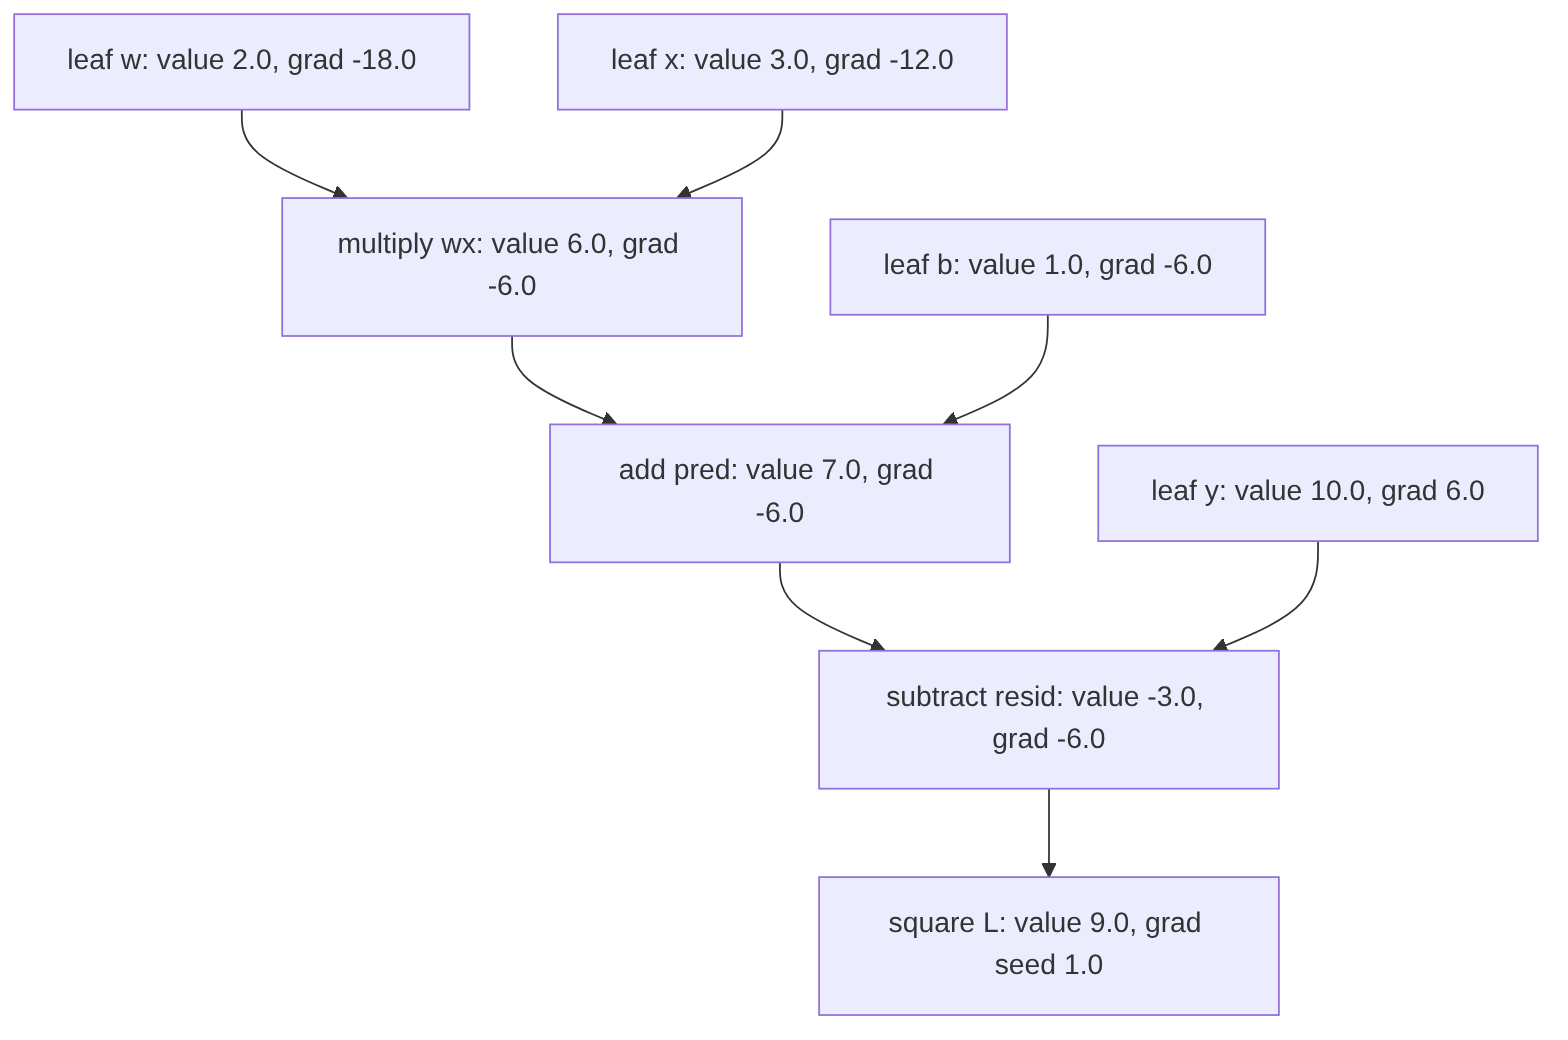 leaf w: value 2.0, grad -18.0
leaf x: value 3.0, grad -12.0
multiply wx: value 6.0, grad
-6.0
leaf b: value 1.0, grad -6.0
add pred: value 7.0, grad
-6.0
leaf y: value 10.0, grad 6.0
subtract resid: value -3.0,
grad -6.0
square L: value 9.0, grad
seed 1.0